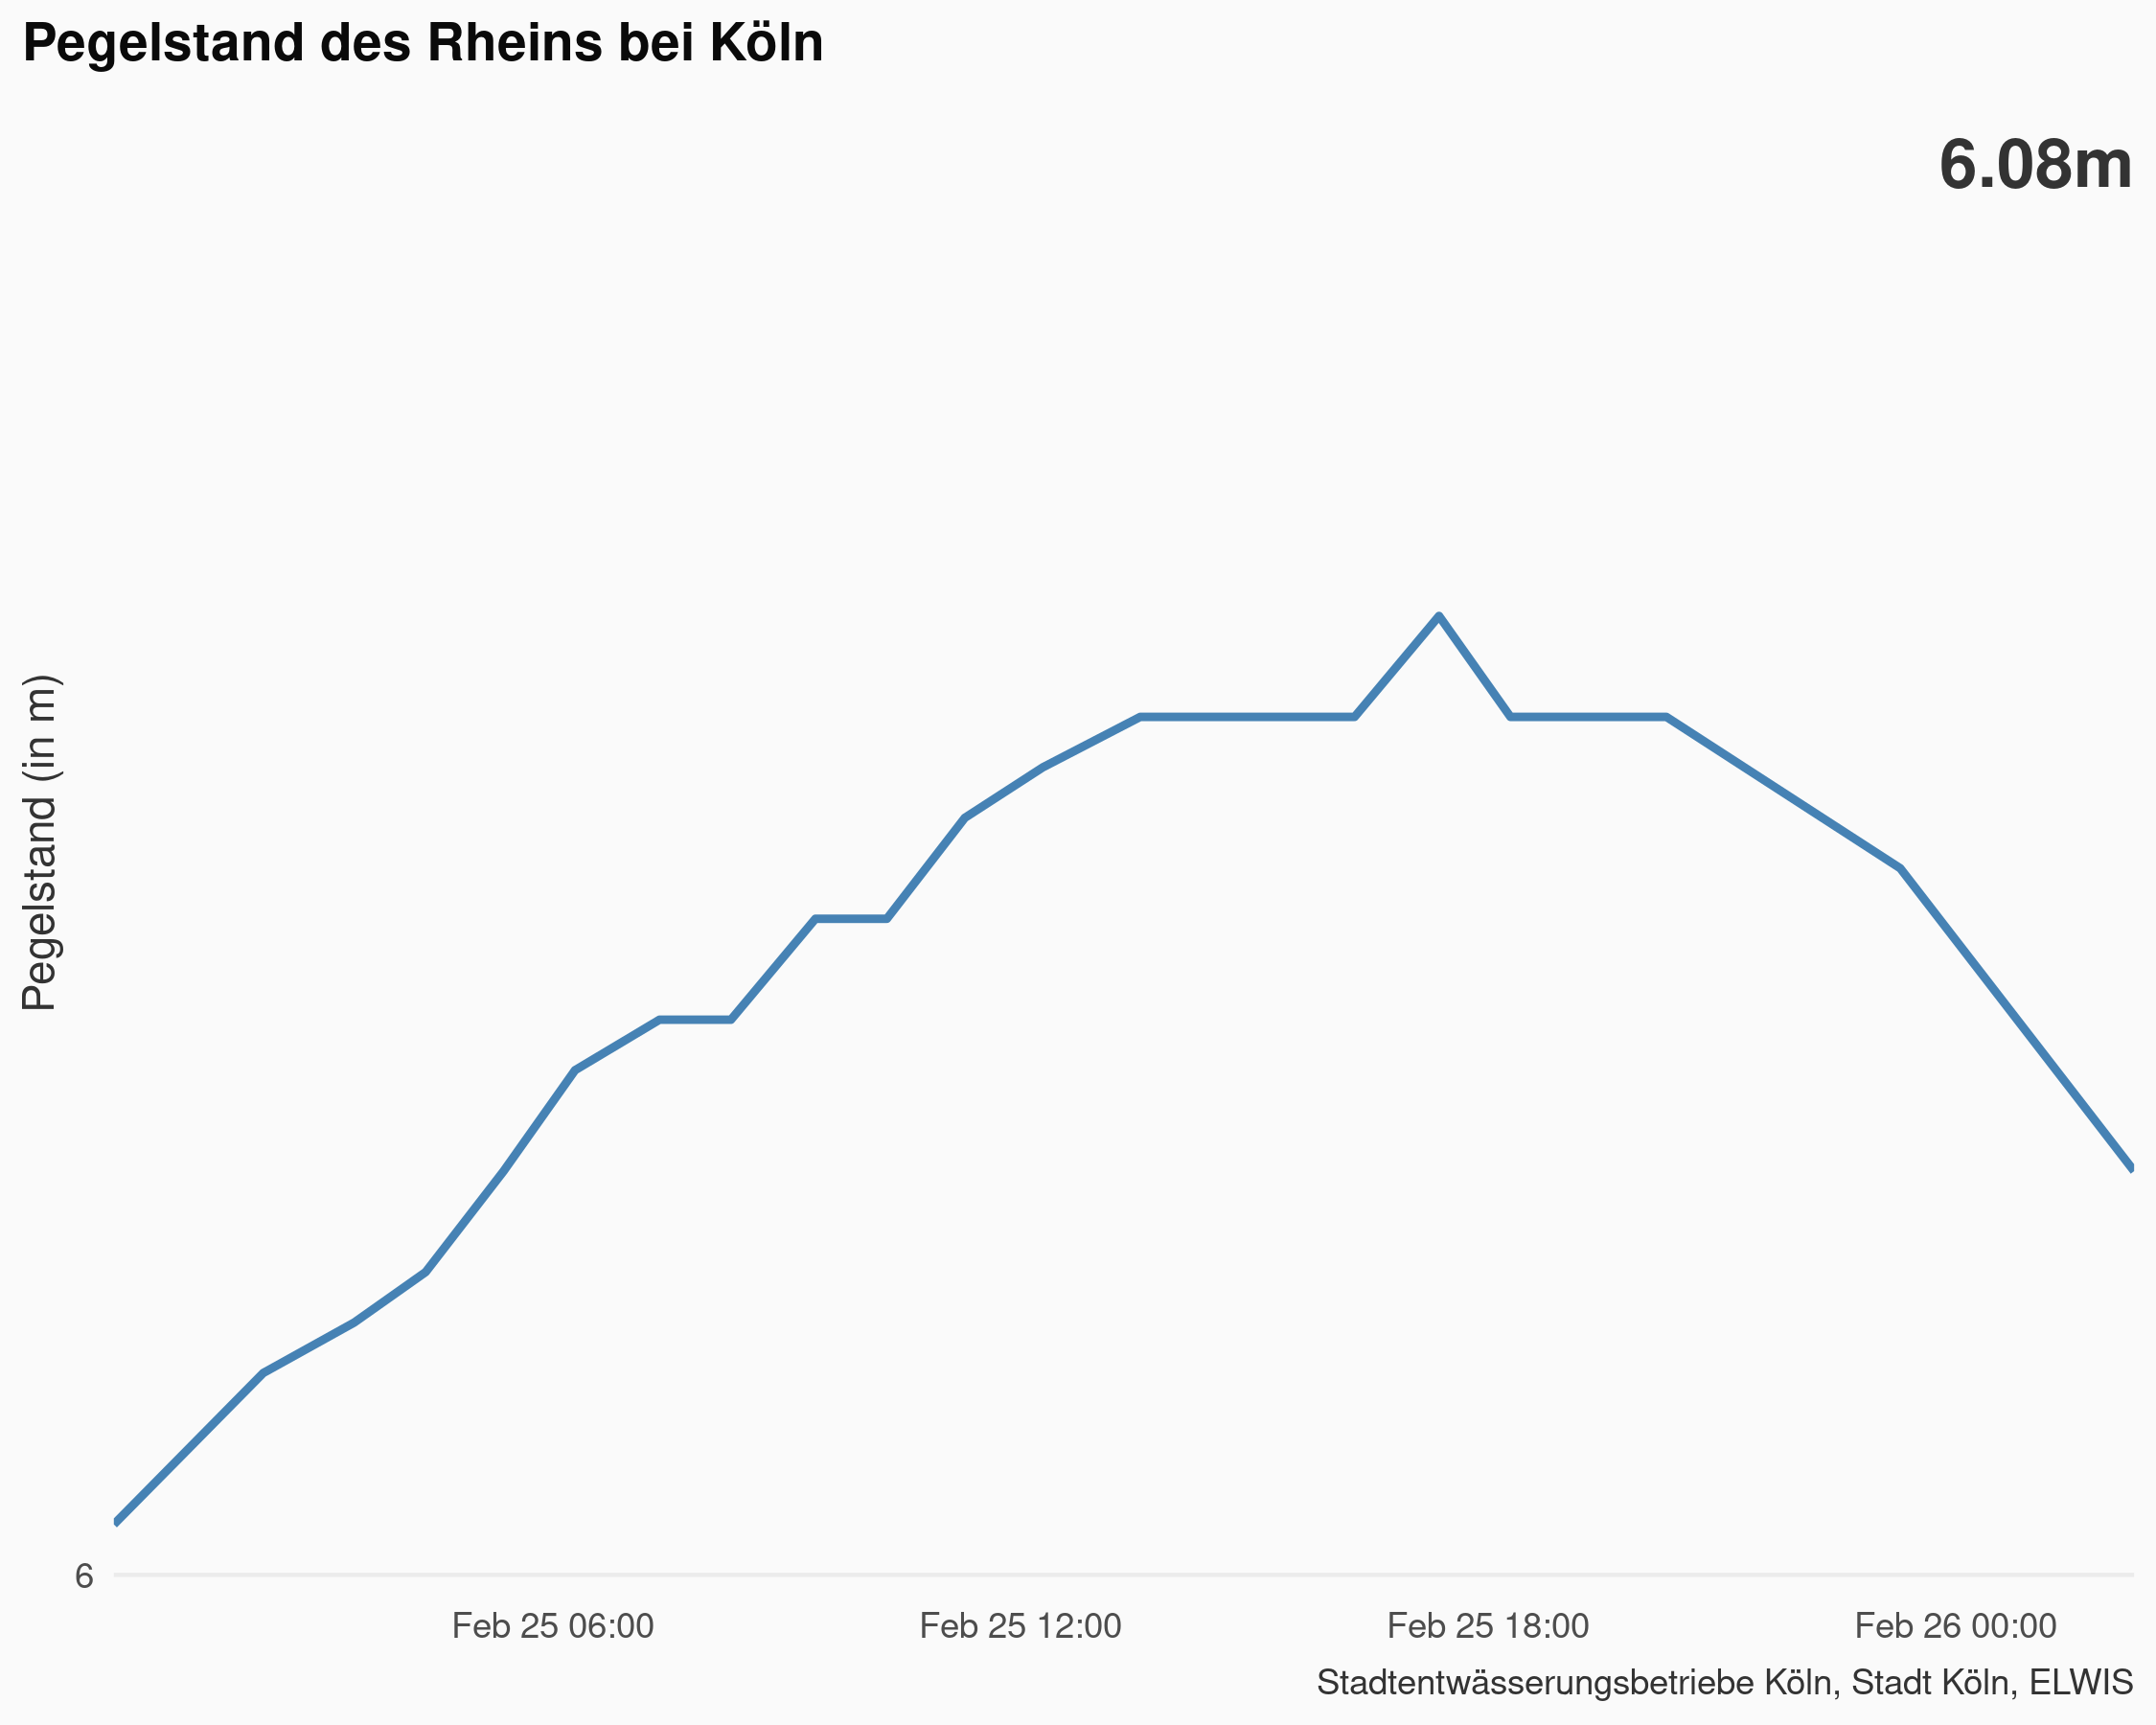 Pegelstand des Rheins bei Köln
6.08m
Pegelstand (in m)
6
Feb 25 06:00 Feb 25 12:00 Feb 25 18:00 Feb 26 00:00
Stadtentwässerungsbetriebe Köln, Stadt Köln, ELWIS